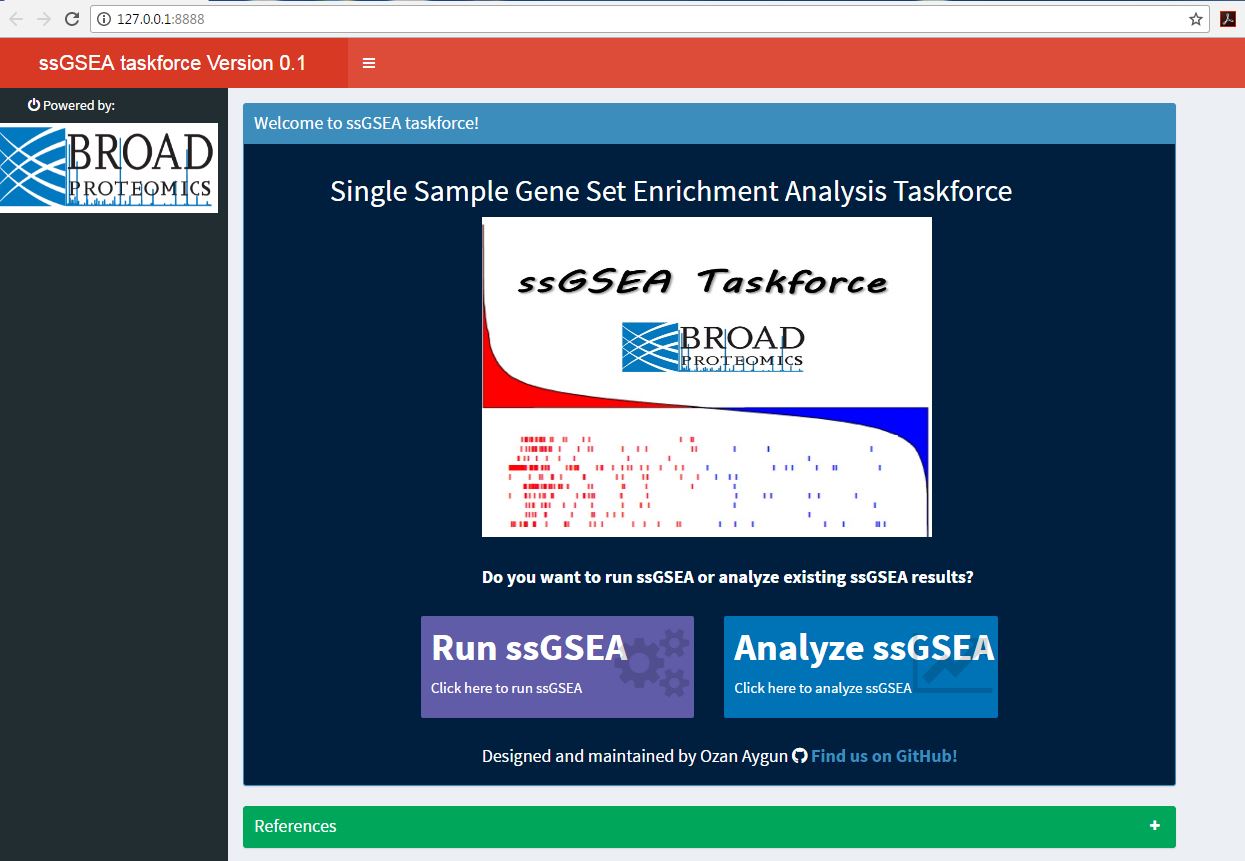 127.0.0.1:8888
ssGSEA taskforce Version 0.1
Powered by:
BROAD
PROTEOMICS
Welcome to ssGSEA taskforce!
Single Sample Gene Set Enrichment Analysis Taskforce
ssGSEA Taskforce
BROAD
PROTEOMICS
Do you want to run ssGSEA or analyze existing ssGSEA results?
Run ssGSEA
Click here to run ssGSEA
Analyze ssGSEA
Click here to analyze ssGSEA
Designed and maintained by Ozan Aygun Find us on GitHub!
References